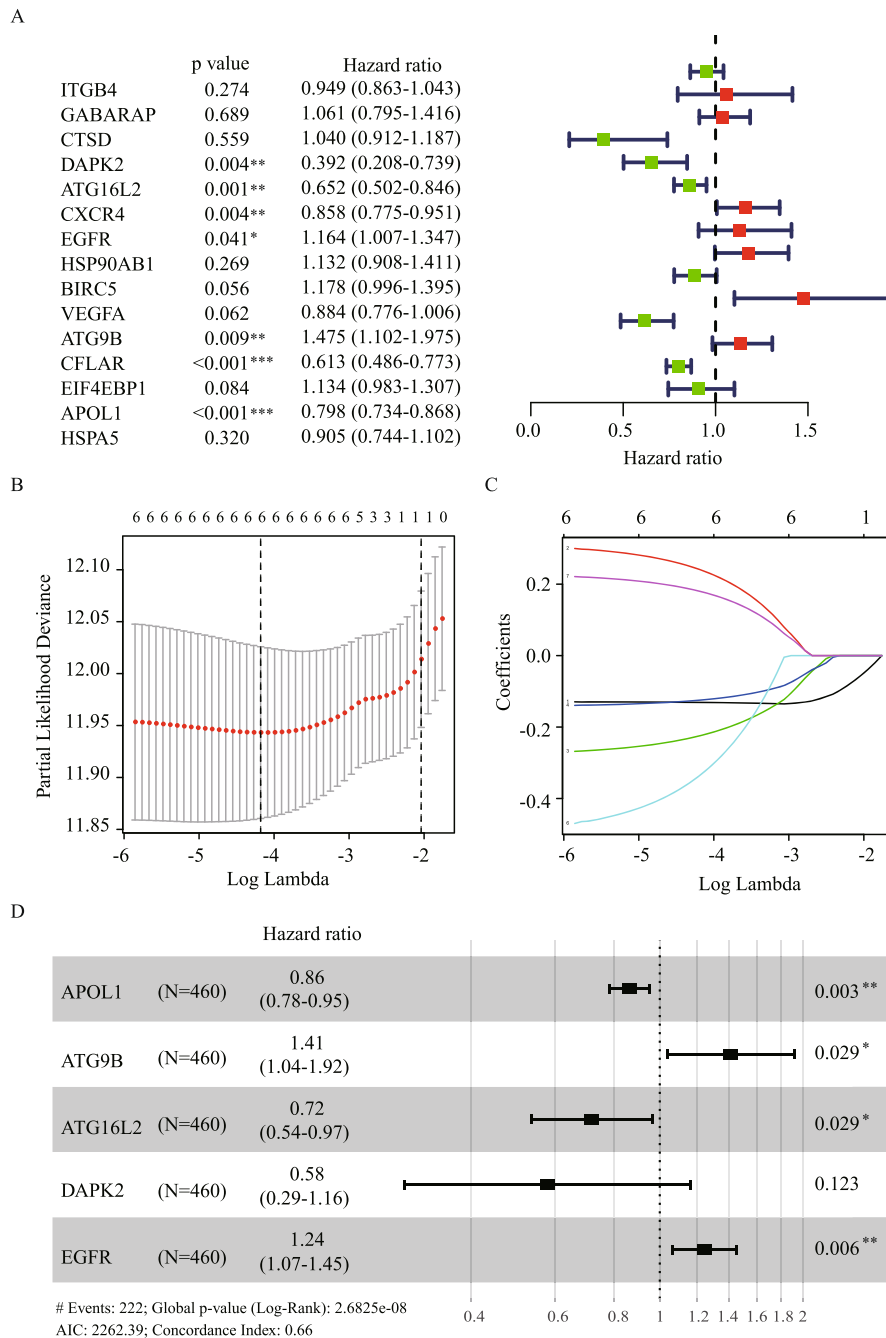 A
p value Hazard ratio
ITGB4 0.274 0.949 (0.863-1.043)
GABARAP 0.689 1.061 (0.795-1.416)
CTSD 0.559 1.040 (0.912-1.187)
DAPK2 0.004** 0.392 (0.208-0.739)
ATG16L2 0.001** 0.652 (0.502-0.846)
CXCR4 0.004** 0.858 (0.775-0.951)
EGFR 0.041* 1.164 (1.007-1.347)
HSP90AB1 0.269 1.132 (0.908-1.411)
BIRC5 0.056 1.178 (0.996-1.395)
VEGFA 0.062 0.884 (0.776-1.006)
ATG9B 0.009** 1.475 (1.102-1.975)
CFLAR <0.001*** 0.613 (0.486-0.773)
EIF4EBP1 0.084 1.134 (0.983-1.307)
APOL1 <0.001*** 0.798 (0.734-0.868)
HSPA5 0.320 0.905 (0.744-1.102)
0.0 0.5 1.0 1.5
Hazard ratio
B
6 6 6 6 6 6 6 6 6 6 6 6 6 6 6 6 5 3 3 1 1 1 0
12.10
12.05
12.00
11.95
11.90
11.85
Partial Likelihood Deviance
-6 -5 -4 -3 -2
Log Lambda
C
6 6 6 6 1
0.2
0.0
-0.2
-0.4
Coefficients
2
7
1
4
3
6
-6 -5 -4 -3 -2
Log Lambda
D
Hazard ratio
APOL1 (N=460) 0.86 (0.78-0.95) 0.003**
ATG9B (N=460) 1.41 (1.04-1.92) 0.029*
ATG16L2 (N=460) 0.72 (0.54-0.97) 0.029*
DAPK2 (N=460) 0.58 (0.29-1.16) 0.123
EGFR (N=460) 1.24 (1.07-1.45) 0.006**
# Events: 222; Global p-value (Log-Rank): 2.6825e-08
AIC: 2262.39; Concordance Index: 0.66
0.4 0.6 0.8 1 1.2 1.4 1.6 1.8 2